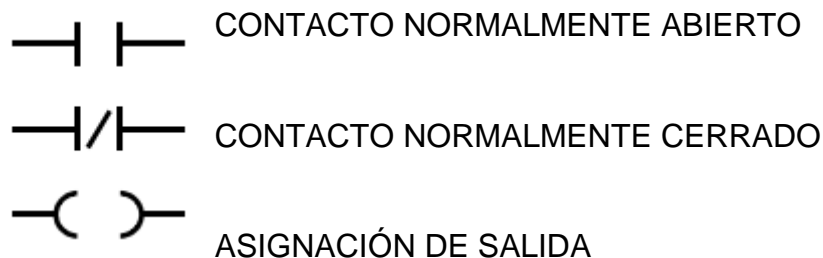 CONTACTO NORMALMENTE ABIERTO
CONTACTO NORMALMENTE CERRADO
ASIGNACIÓN DE SALIDA